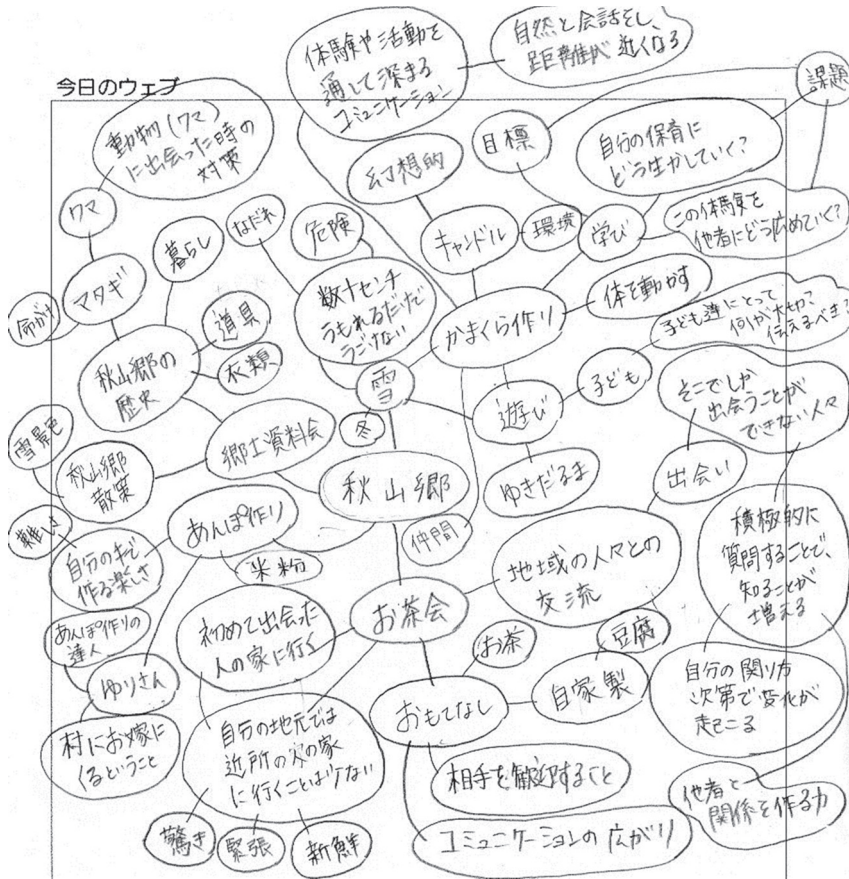 今日のウェブ
体験や活動を
通して深まる
コミュニケーション
自然と会話をし、
距離が近くなる
課題
動物(クマ)
に出会った時の
対策
目標
自分の保育に
どう生かしていく?
幻想的
クマ
なだれ
危険
キャンドル
環境
学び
この体験を
他者にどう広めていく?
暮らし
マタギ
命がけ
数十センチ
うもれるだけだ
うごけない
かまくら作り
体を動かす
道具
子ども達にとって
何が大切?
伝えるべき?
秋山郷の
歴史
衣類
雪
子ども
遊び
そこでしか
出会うことが
できない人々
冬
雪景色
郷土資料会
秋山郷
散策
秋山郷
ゆきだるま
出会い
難しさ
あんぽ作り
仲間
積極的に
質問することで、
知ることが
増える
自分の手で
作る楽しさ
米粉
地域の人々との
交流
お茶会
初めて出会った
人の家に行く
あんぽ作りの
達人
お茶
豆腐
ゆりさん
自家製
自分の関り方
次第で変化が
起こる
おもてなし
自分の地元では
近所の人の家
に行くことは少ない
村にお嫁に
くるということ
相手を歓迎すること
他者と
関係を作る力
驚き
緊張
新鮮
コミュニケーションの広がり